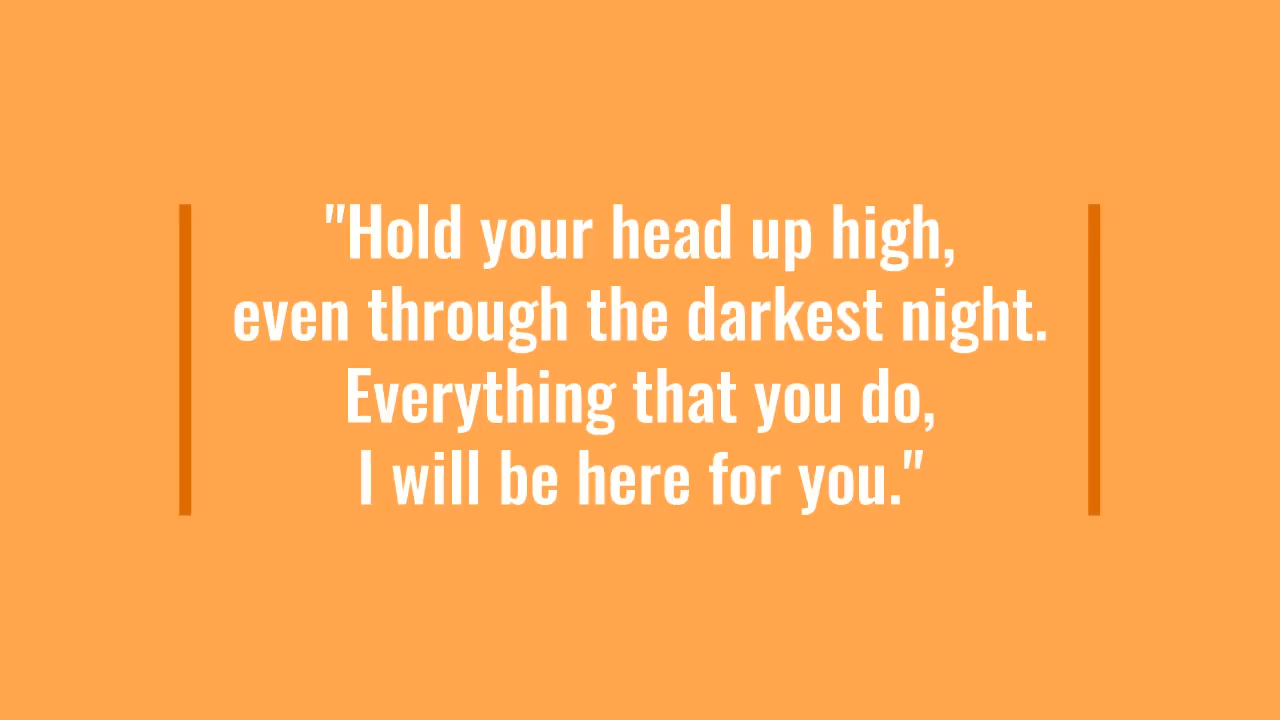 "Hold your head up high,
even through the darkest night.
Everything that you do,
I will be here for you."